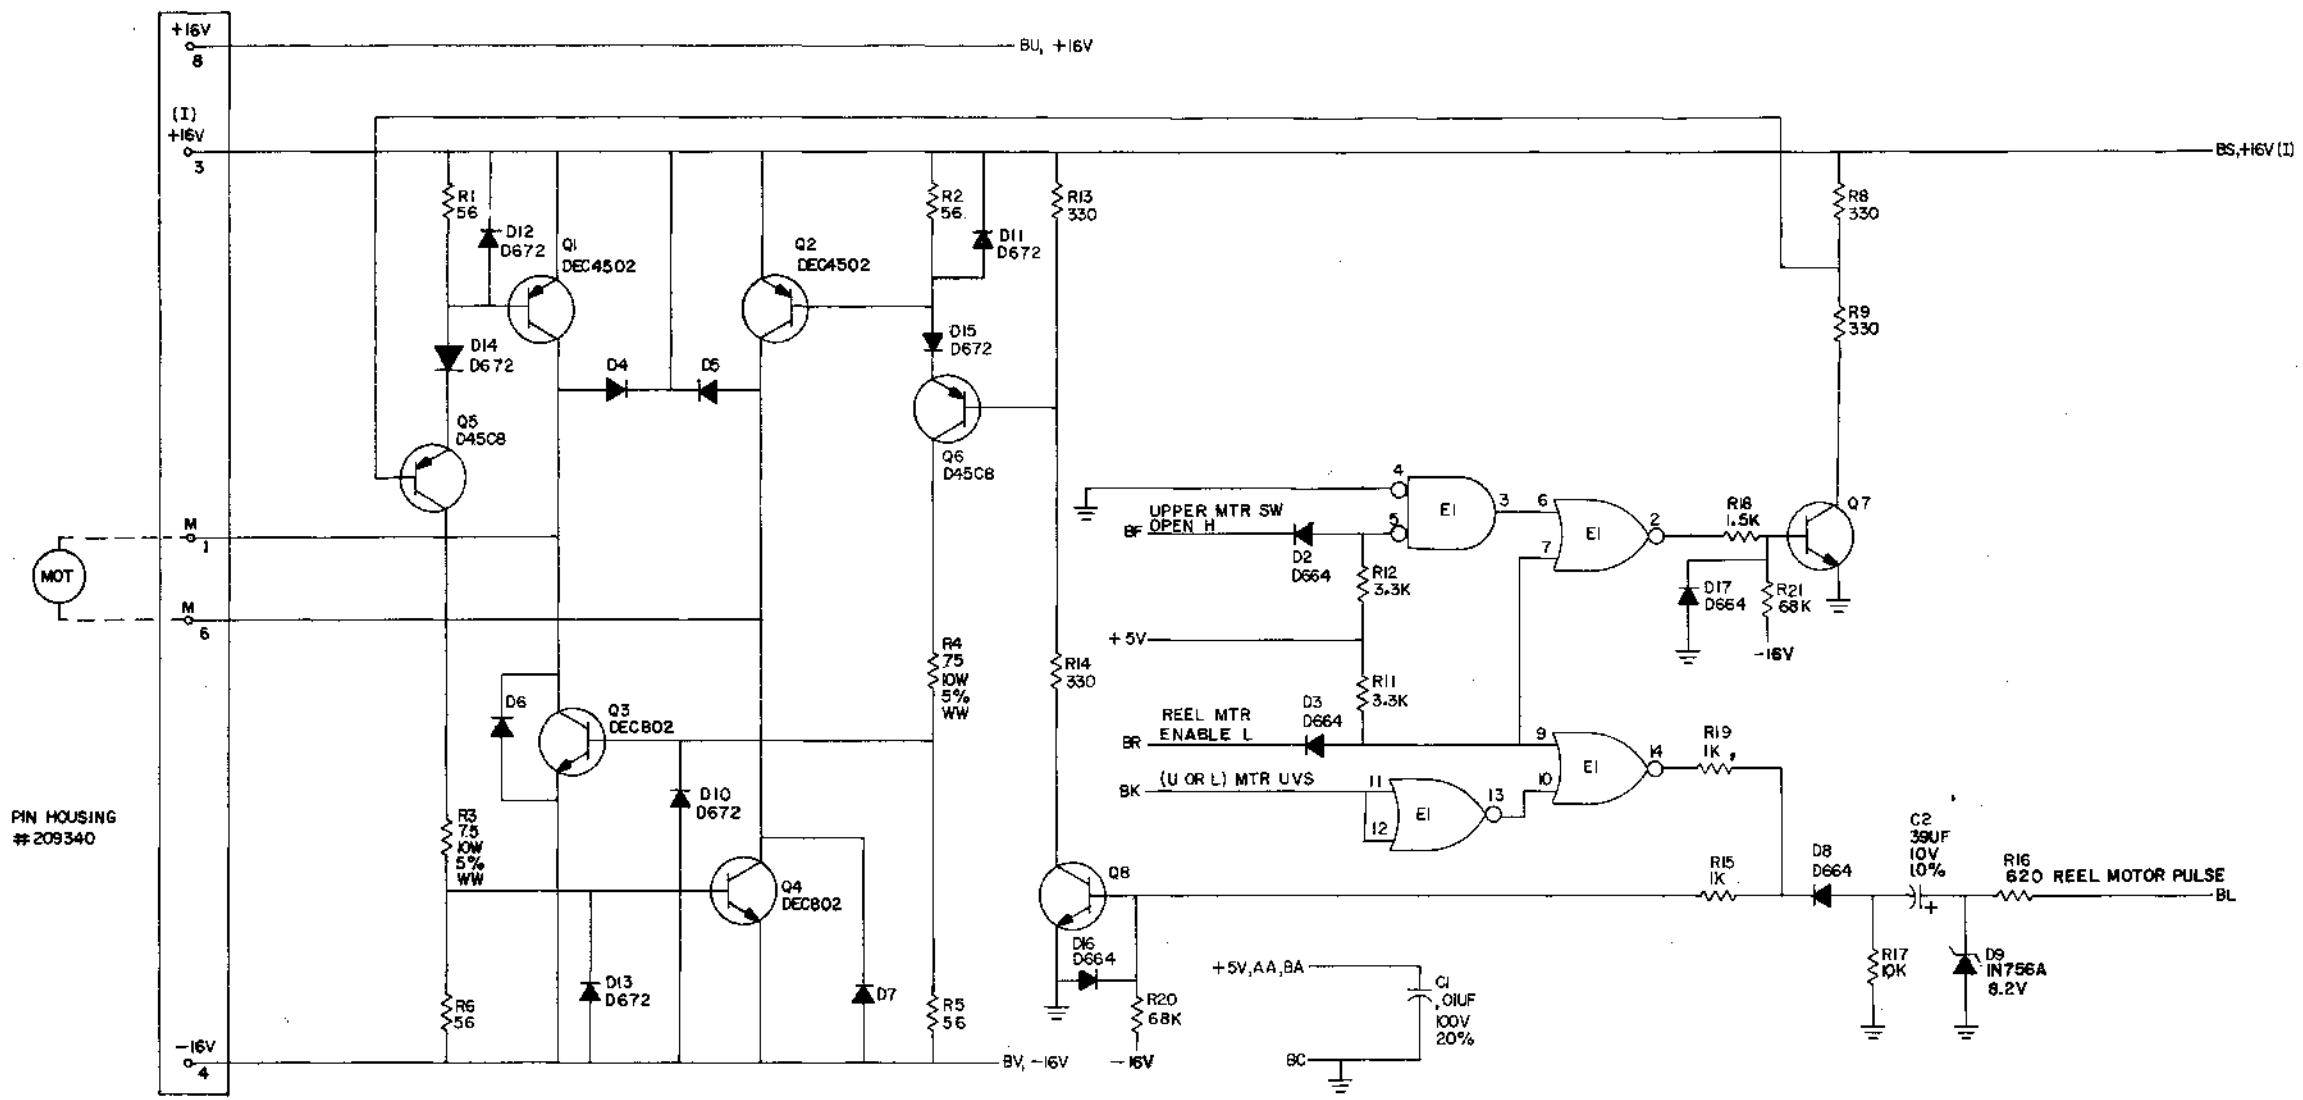 +16V
8
BU, +16V
(I)
+16V
3
BS,+16V(I)
R1
56
D12
D672
Q1
DEC4502
Q2
DEC4502
R2
56
D11
D672
R13
330
R8
330
R9
330
D14
D672
D4
D5
D15
D672
Q5
D45C8
Q6
D45C8
M
1
MOT
M
6
4
5
E1
3
UPPER MTR SW
OPEN H
BF
D2
D664
R12
3.3K
6
7
E1
2
R18
1.5K
Q7
D17
D664
R21
68K
-16V
+5V
R11
3.3K
R4
75
10W
5%
WW
R14
330
D6
Q3
DEC802
REEL MTR
ENABLE L
BR
D3
D664
9
10
E1
14
R19
1K
(U OR L) MTR UVS
BK
11
12
E1
13
D10
D672
PIN HOUSING
#209340
R3
75
10W
5%
WW
Q4
DEC802
Q8
R15
1K
D8
D664
C2
39UF
10V
10%
+
R16
620 REEL MOTOR PULSE
BL
D16
D664
R17
10K
D9
IN756A
8.2V
D13
D672
D7
R6
56
R5
56
R20
68K
-16V
+5V,AA,BA
C1
.01UF
100V
20%
BC
-16V
4
BV, -16V